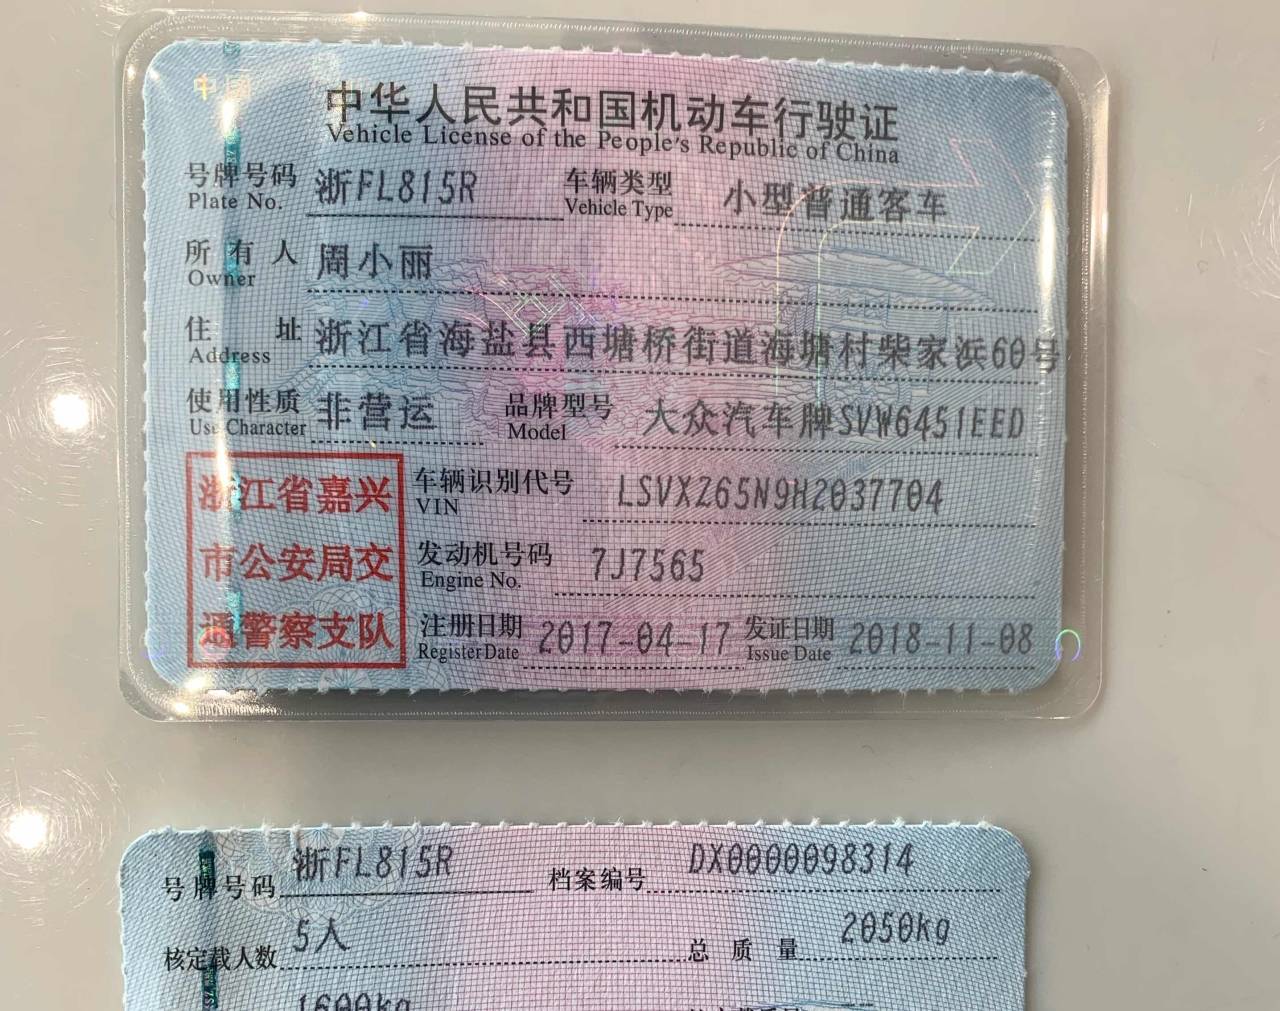 中国
中华人民共和国机动车行驶证
Vehicle License of the People's Republic of China
号牌号码 浙FL815R 车辆类型 小型普通客车
Plate No. Vehicle Type
所有人 周小丽
Owner
住址 浙江省海盐县西塘桥街道海塘村柴家浜60号
Address
使用性质 非营运 品牌型号 大众汽车牌SVW6451EED
Use Character Model
浙江省嘉兴
市公安局交
通警察支队
车辆识别代号 LSVXZ65N9H2037704
VIN
发动机号码 7J7565
Engine No.
注册日期 2017-04-17 发证日期 2018-11-08
Register Date Issue Date
号牌号码 浙FL815R 档案编号 DX0000098314
核定载人数 5人 总质量 2050kg
1600kg